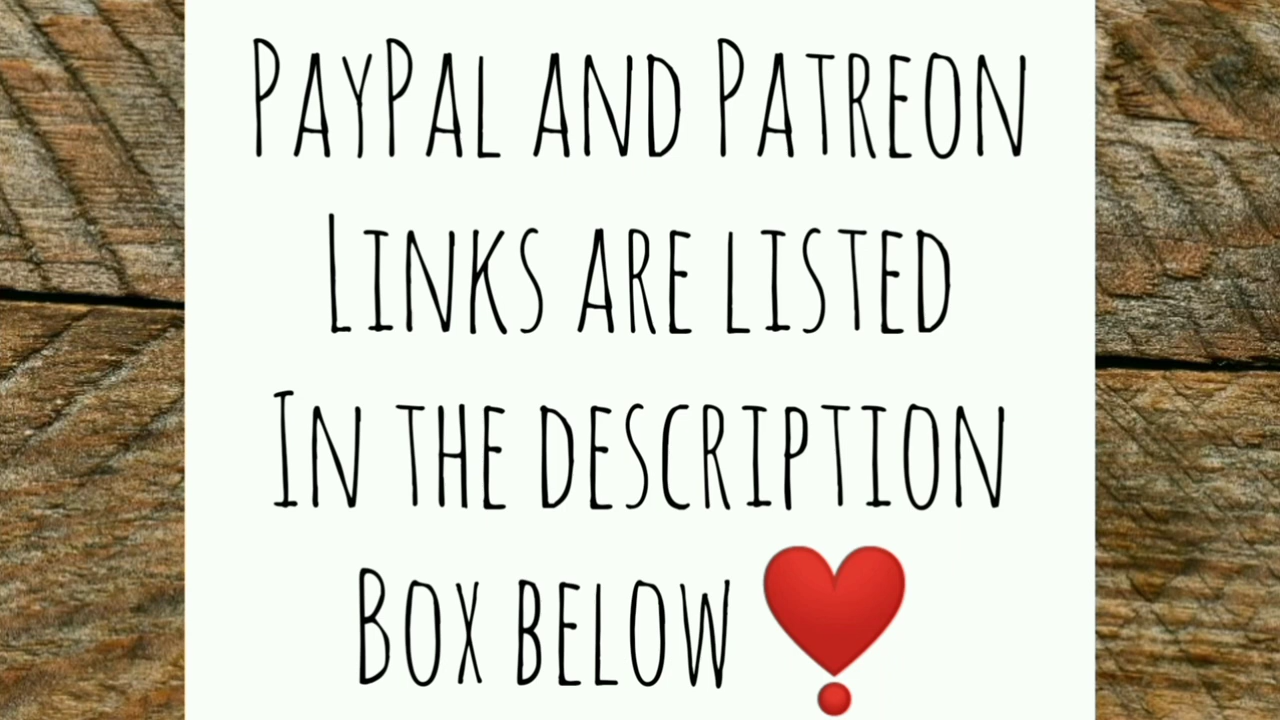 PayPal and Patreon
Links are listed
In the description
Box below ❣